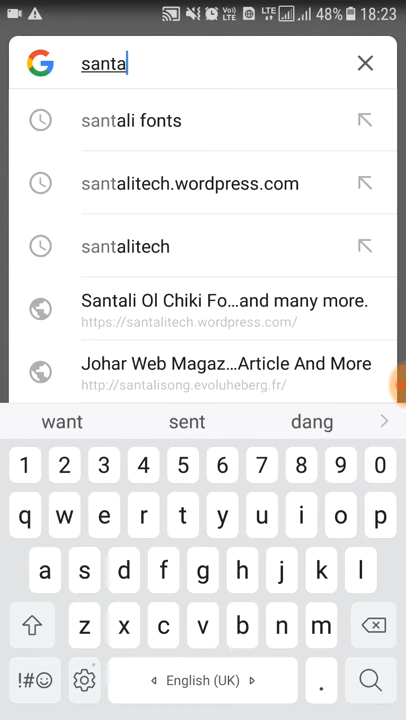 48% 18:23
santa
santali fonts
santalitech.wordpress.com
santalitech
Santali Ol Chiki Fo...and many more.
https://santalitech.wordpress.com/
Johar Web Magaz...Article And More
http://santalisong.evoluheberg.fr/
want sent dang
1 2 3 4 5 6 7 8 9 0
q w e r t y u i o p
a s d f g h j k l
z x c v b n m
!#☺ English (UK) .